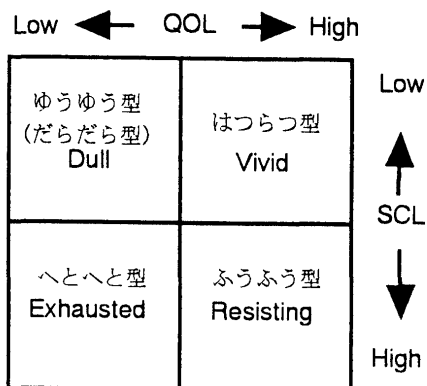 Low QOL High
ゆうゆう型
(だらだら型)
Dull
はつらつ型
Vivid
Low
SCL
High
へとへと型
Exhausted
ふうふう型
Resisting